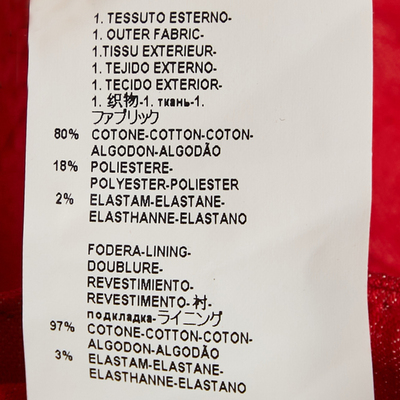 1. TESSUTO ESTERNO-
1. OUTER FABRIC-
1.TISSU EXTERIEUR-
1. TEJIDO EXTERNO-
1. TECIDO EXTERIOR-
1. 织物-1. ткань-1.
ファブリック
80% COTONE-COTTON-COTON-
ALGODON-ALGODÃO
18% POLIESTERE-
POLYESTER-POLIESTER
2% ELASTAM-ELASTANE-
ELASTHANNE-ELASTANO
FODERA-LINING-
DOUBLURE-
REVESTIMIENTO-
REVESTIMENTO-衬-
подкладка-ライニング
97% COTONE-COTTON-COTON-
ALGODON-ALGODÃO
3% ELASTAM-ELASTANE-
ELASTHANNE-ELASTANO